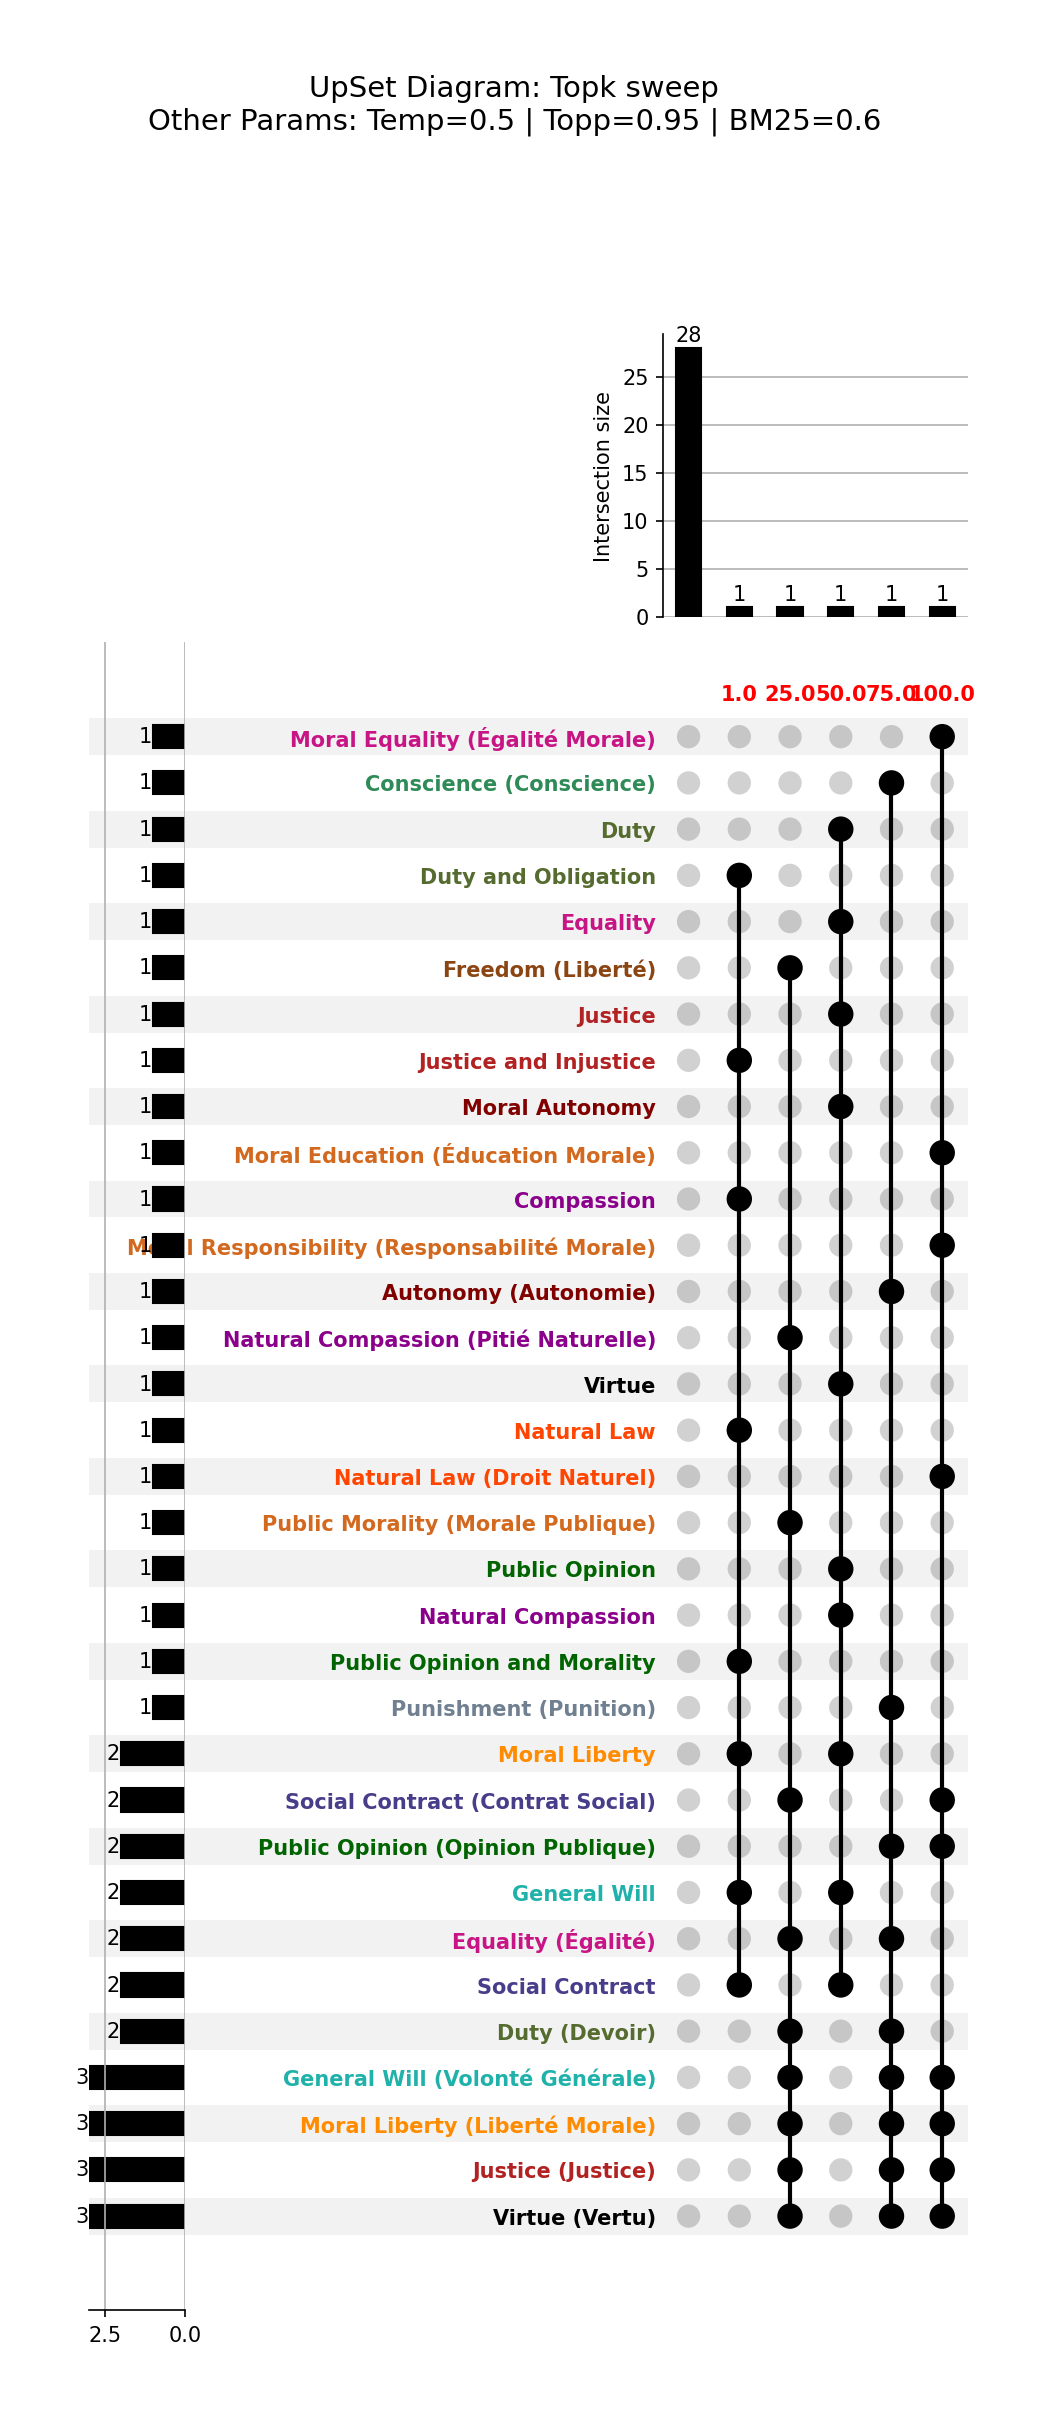 UpSet Diagram: Topk sweep
Other Params: Temp=0.5 | Topp=0.95 | BM25=0.6
28
25
20
15
10
5
0
Intersection size
1 1 1 1 1
1.0 25.0 50.0 75.0 100.0
1 Moral Equality (Égalité Morale)
1 Conscience (Conscience)
1 Duty
1 Duty and Obligation
1 Equality
1 Freedom (Liberté)
1 Justice
1 Justice and Injustice
1 Moral Autonomy
1 Moral Education (Éducation Morale)
1 Compassion
1 Moral Responsibility (Responsabilité Morale)
1 Autonomy (Autonomie)
1 Natural Compassion (Pitié Naturelle)
1 Virtue
1 Natural Law
1 Natural Law (Droit Naturel)
1 Public Morality (Morale Publique)
1 Public Opinion
1 Natural Compassion
1 Public Opinion and Morality
1 Punishment (Punition)
2 Moral Liberty
2 Social Contract (Contrat Social)
2 Public Opinion (Opinion Publique)
2 General Will
2 Equality (Égalité)
2 Social Contract
2 Duty (Devoir)
3 General Will (Volonté Générale)
3 Moral Liberty (Liberté Morale)
3 Justice (Justice)
3 Virtue (Vertu)
2.5 0.0